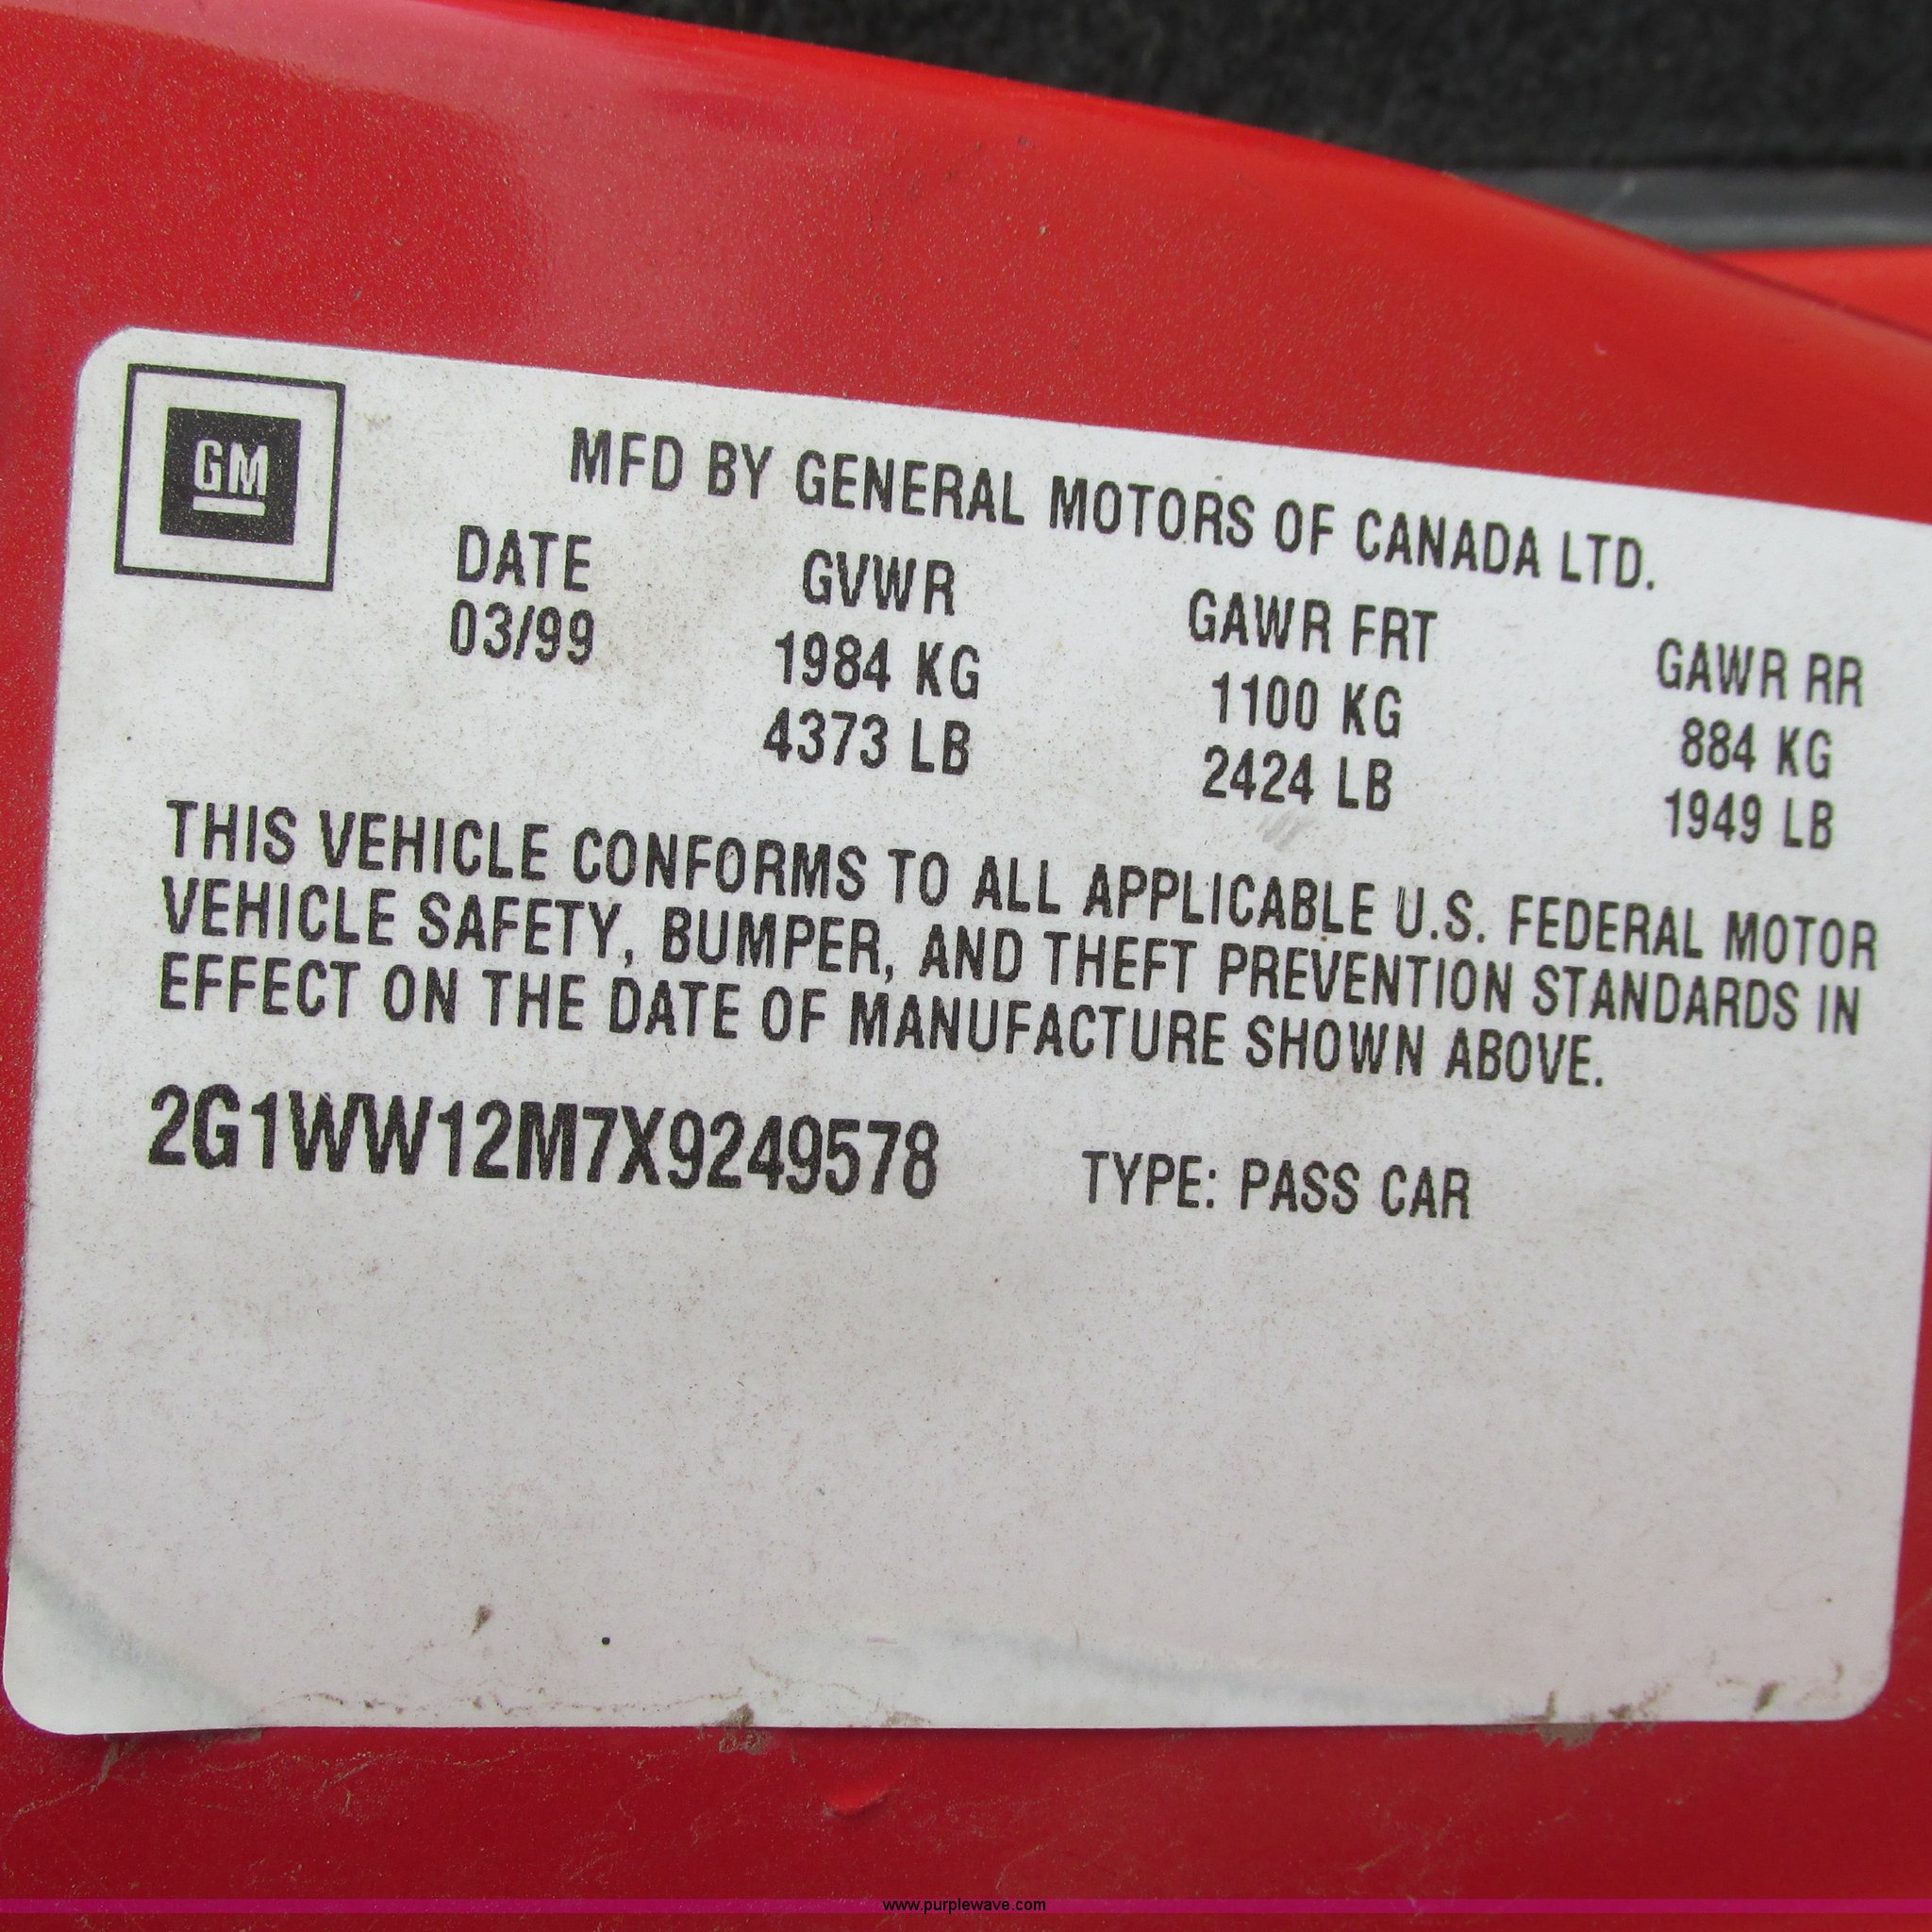 GM
MFD BY GENERAL MOTORS OF CANADA LTD.
DATE GVWR GAWR FRT GAWR RR
03/99 1984 KG 1100 KG 884 KG
4373 LB 2424 LB 1949 LB
THIS VEHICLE CONFORMS TO ALL APPLICABLE U.S. FEDERAL MOTOR
VEHICLE SAFETY, BUMPER, AND THEFT PREVENTION STANDARDS IN
EFFECT ON THE DATE OF MANUFACTURE SHOWN ABOVE.
2G1WW12M7X9249578 TYPE: PASS CAR
www.purplewave.com